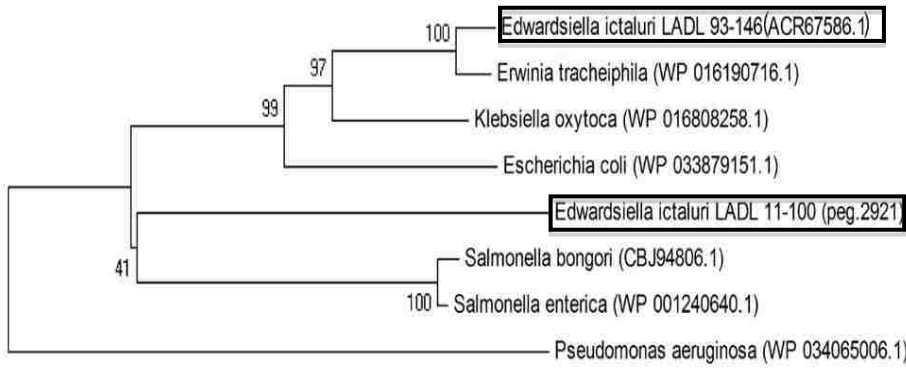 100
Edwardsiella ictaluri LADL 93-146(ACR67586.1)
Erwinia tracheiphila (WP 016190716.1)
97
Klebsiella oxytoca (WP 016808258.1)
99
Escherichia coli (WP 033879151.1)
Edwardsiella ictaluri LADL 11-100 (peg.2921)
41
Salmonella bongori (CBJ94806.1)
100
Salmonella enterica (WP 001240640.1)
Pseudomonas aeruginosa (WP 034065006.1)